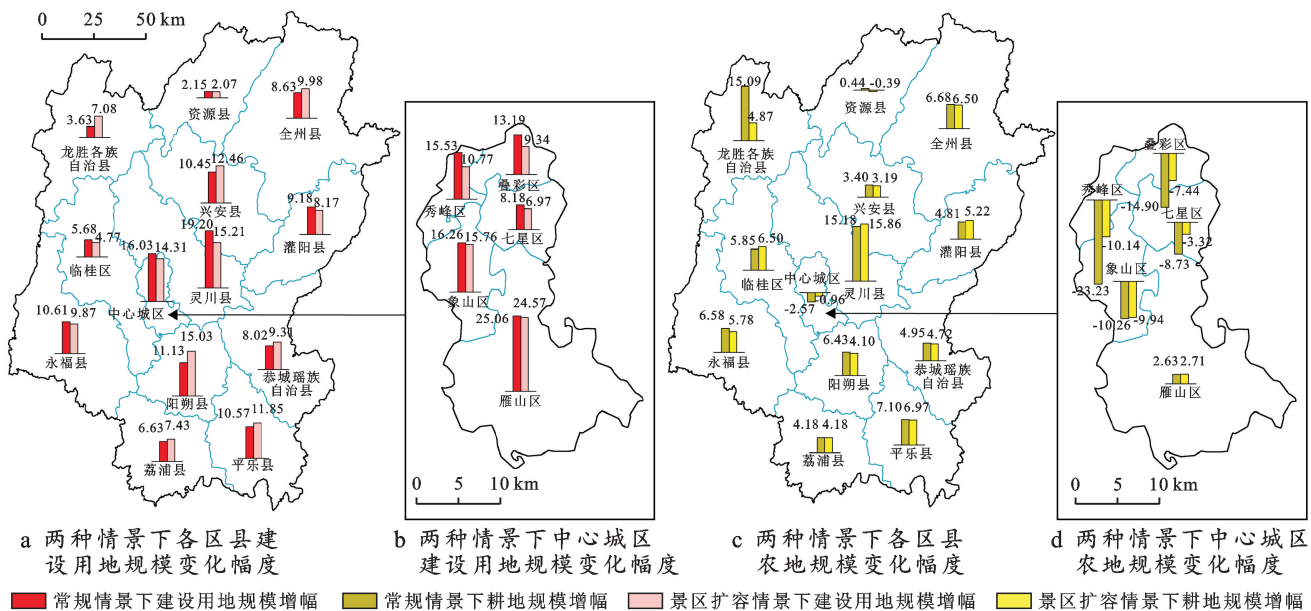 0 25 50 km
2.15 2.07
资源县
8.63 9.98
全州县
3.63 7.08
龙胜各族
自治县
10.45 12.46
兴安县
9.18 8.17
灌阳县
5.68 4.77
临桂区
16.03 14.31
中心城区
19.20 15.21
灵川县
10.61 9.87
永福县
11.13 15.03
阳朔县
8.02 9.31
恭城瑶族
自治县
6.63 7.43
荔浦县
10.57 11.85
平乐县
13.19 9.34
叠彩区
15.53 10.77
秀峰区
8.18 6.97
七星区
16.26 15.76
象山区
25.06 24.57
雁山区
0 5 10 km
15.09 4.87
龙胜各族
自治县
0.44 -0.39
资源县
6.68 6.50
全州县
3.40 3.19
兴安县
4.81 5.22
灌阳县
5.85 6.50
临桂区
中心城区
-2.57 -0.96
15.18 15.86
灵川县
6.58 5.78
永福县
6.43 4.10
阳朔县
4.95 4.72
恭城瑶族
自治县
4.18 4.18
荔浦县
7.10 6.97
平乐县
叠彩区
-14.90 -7.44
秀峰区
-23.23 -10.14
七星区
-8.73 -3.32
象山区
-10.26 -9.94
2.63 2.71
雁山区
0 5 10 km
a 两种情景下各区县建
设用地规模变化幅度
b 两种情景下中心城区
建设用地规模变化幅度
c 两种情景下各区县
农地规模变化幅度
d 两种情景下中心城区
农地规模变化幅度
常规情景下建设用地规模增幅 常规情景下耕地规模增幅 景区扩容情景下建设用地规模增幅 景区扩容情景下耕地规模增幅